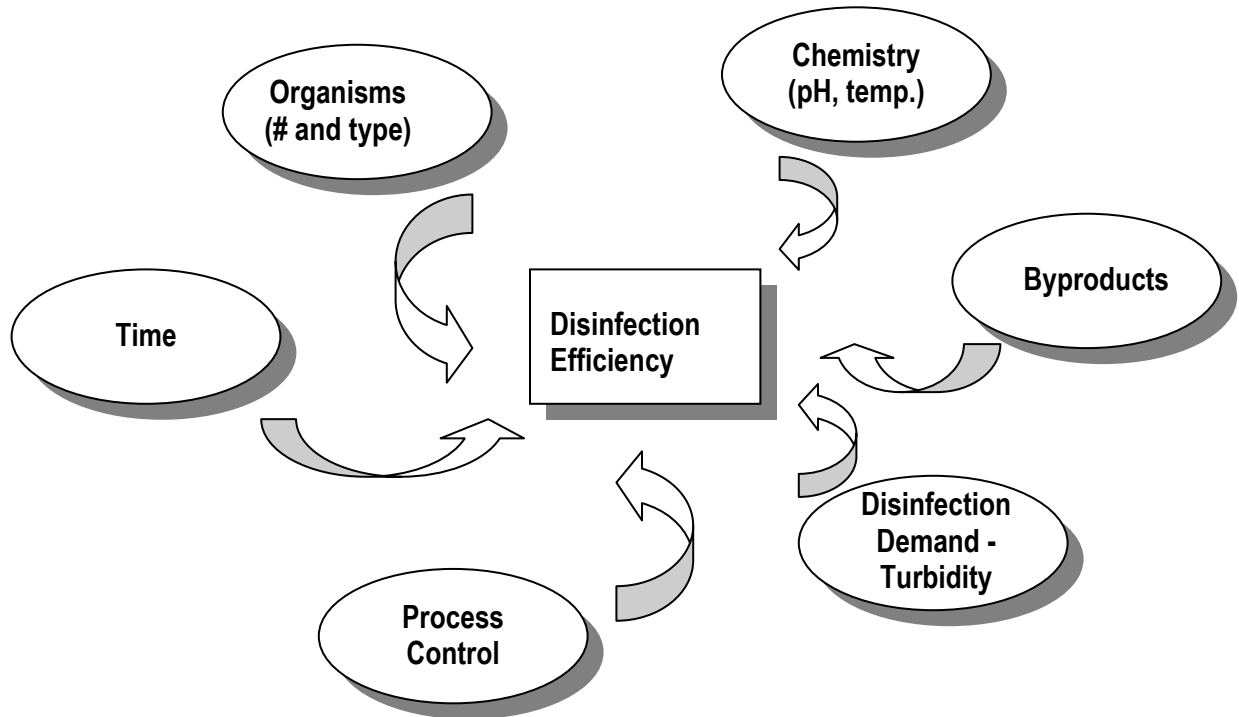 Organisms
(# and type)
Chemistry
(pH, temp.)
Time
Disinfection
Efficiency
Byproducts
Process
Control
Disinfection
Demand -
Turbidity